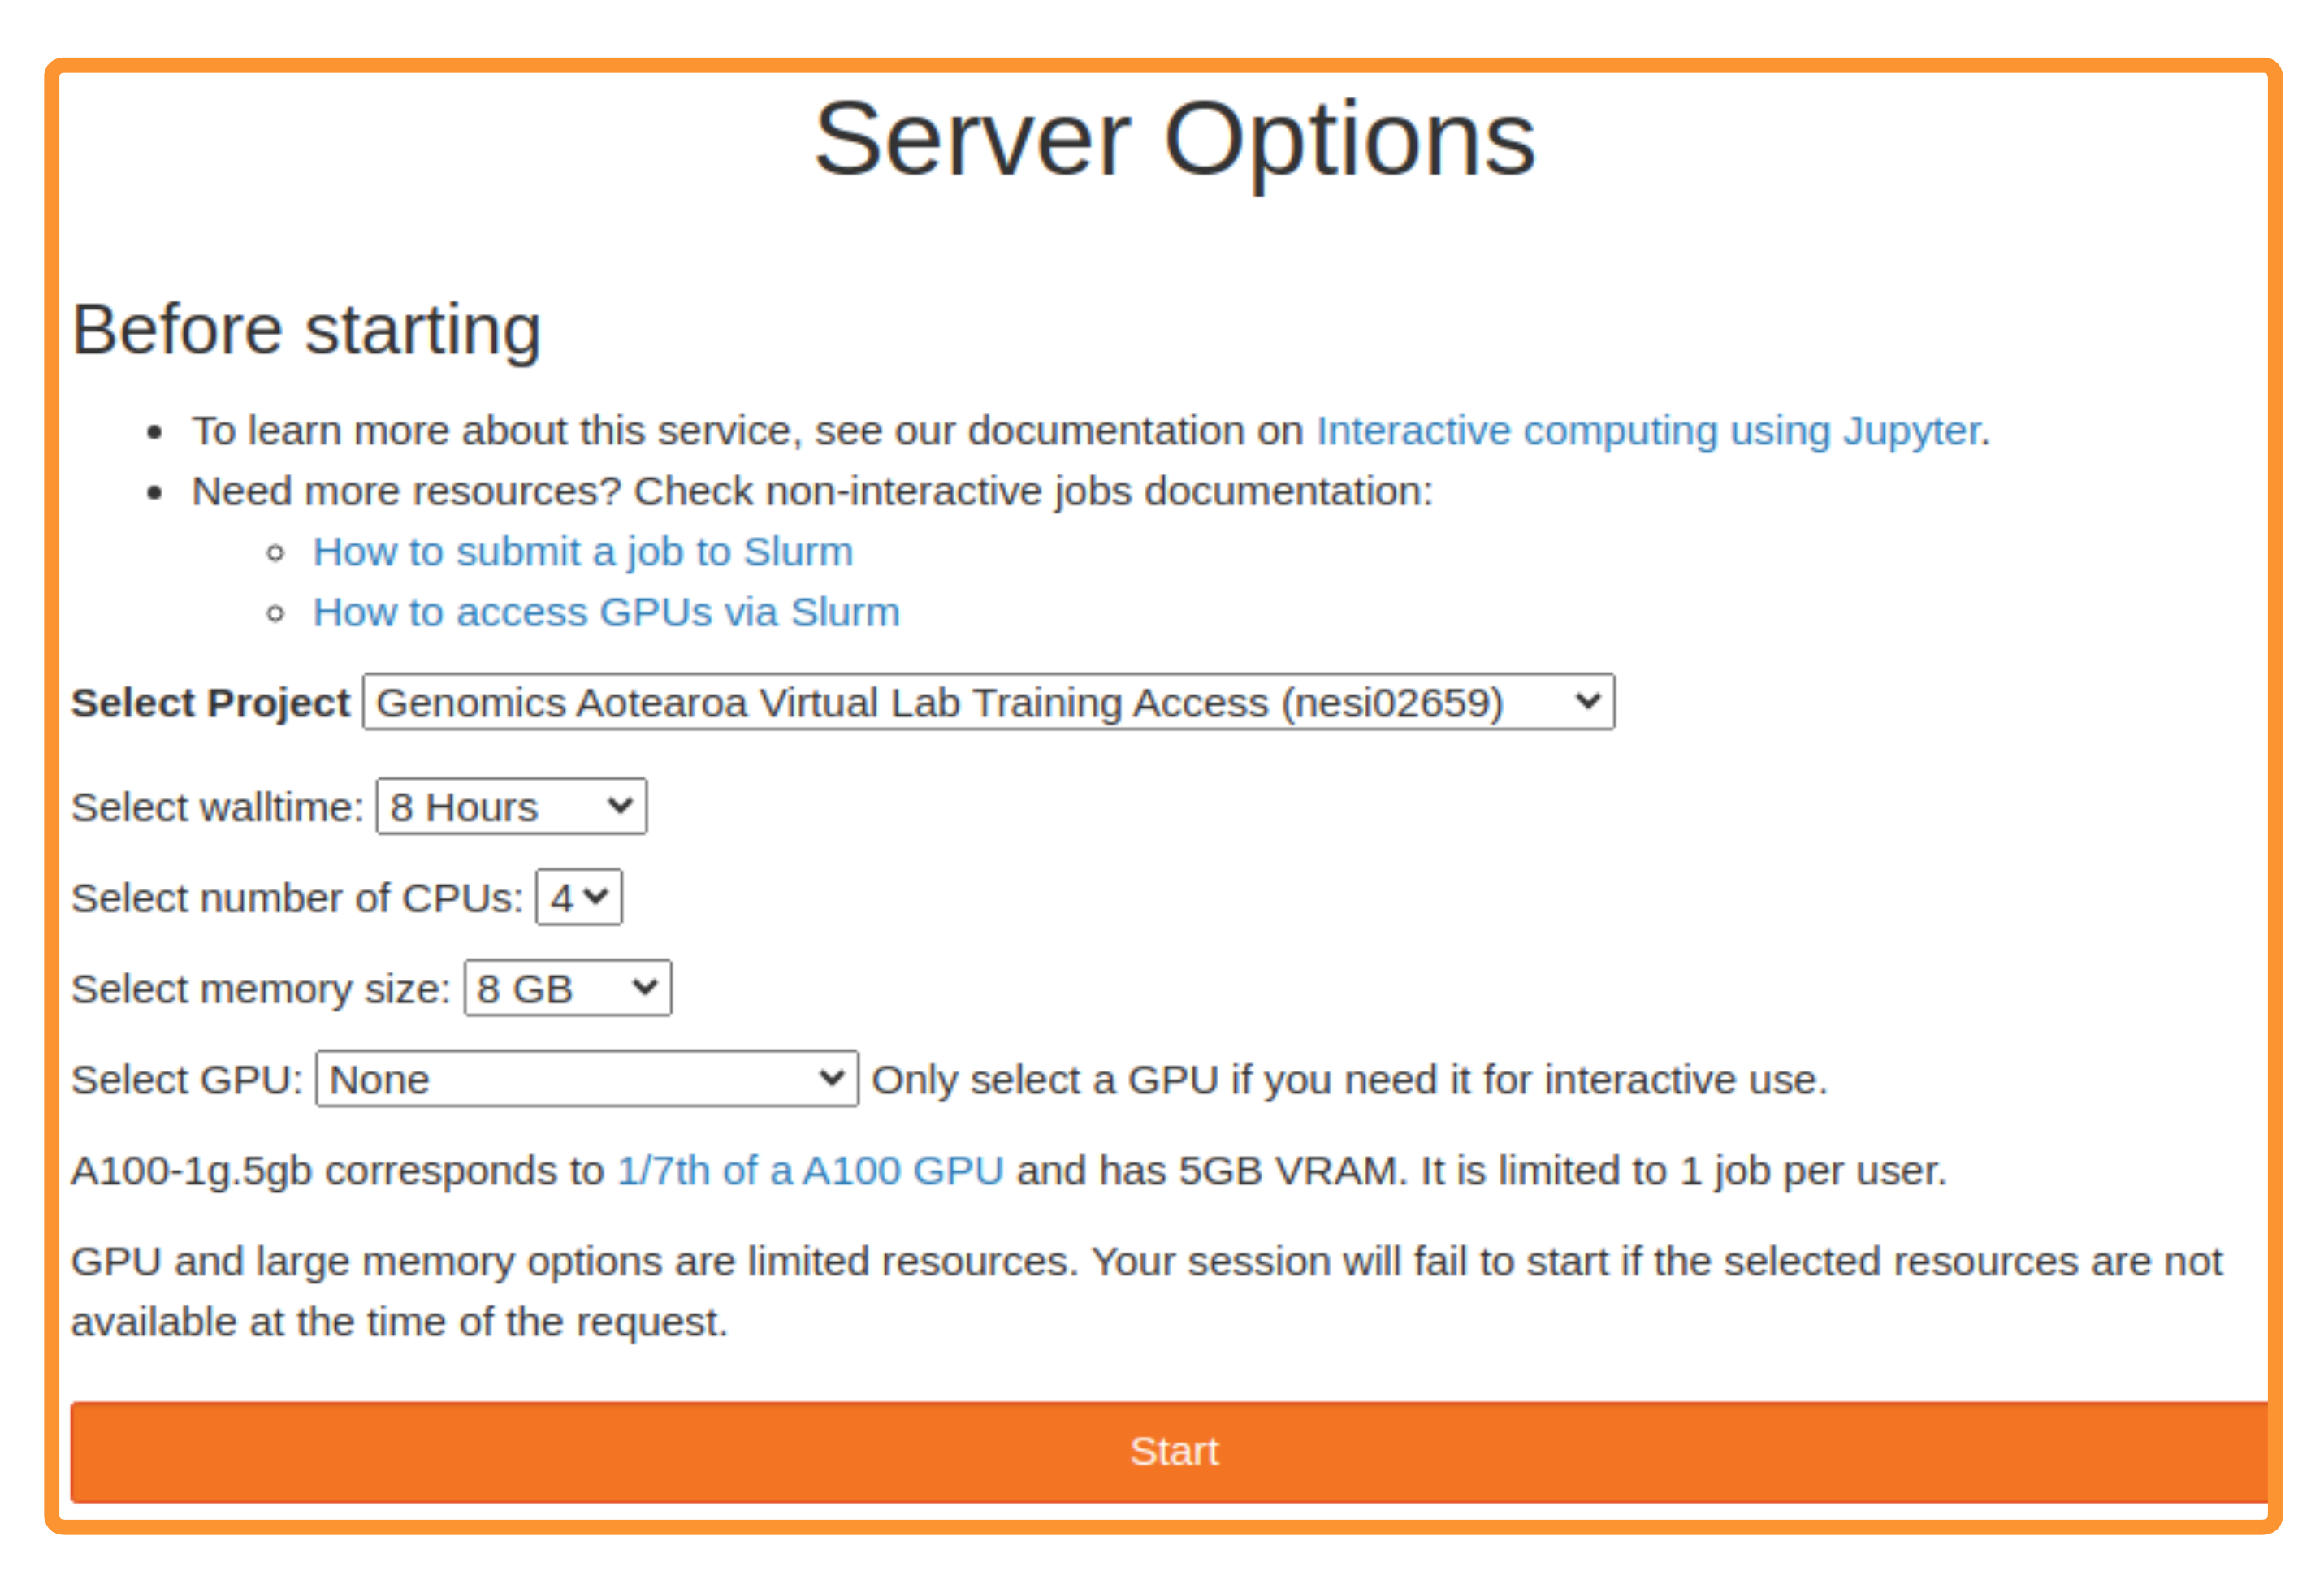 Server Options
Before starting
To learn more about this service, see our documentation on Interactive computing using Jupyter.
Need more resources? Check non-interactive jobs documentation:
How to submit a job to Slurm
How to access GPUs via Slurm
Select Project Genomics Aotearoa Virtual Lab Training Access (nesi02659)
Select walltime: 8 Hours
Select number of CPUs: 4
Select memory size: 8 GB
Select GPU: None Only select a GPU if you need it for interactive use.
A100-1g.5gb corresponds to 1/7th of a A100 GPU and has 5GB VRAM. It is limited to 1 job per user.
GPU and large memory options are limited resources. Your session will fail to start if the selected resources are not
available at the time of the request.
Start